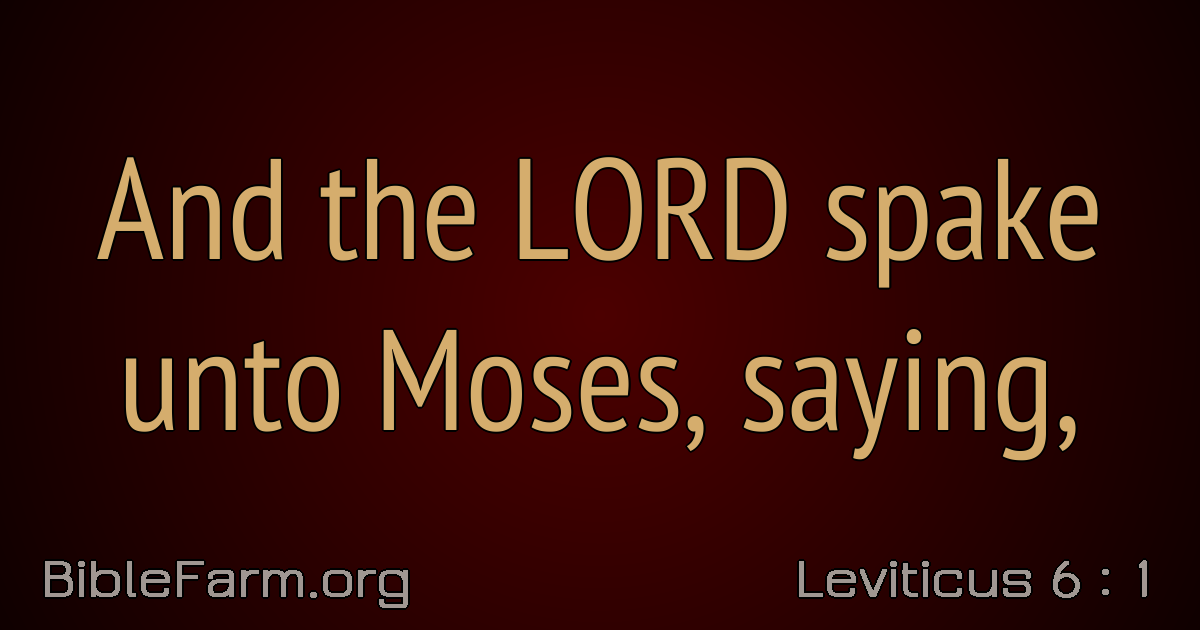 And the LORD spake
unto Moses, saying,
BibleFarm.org
Leviticus 6 : 1